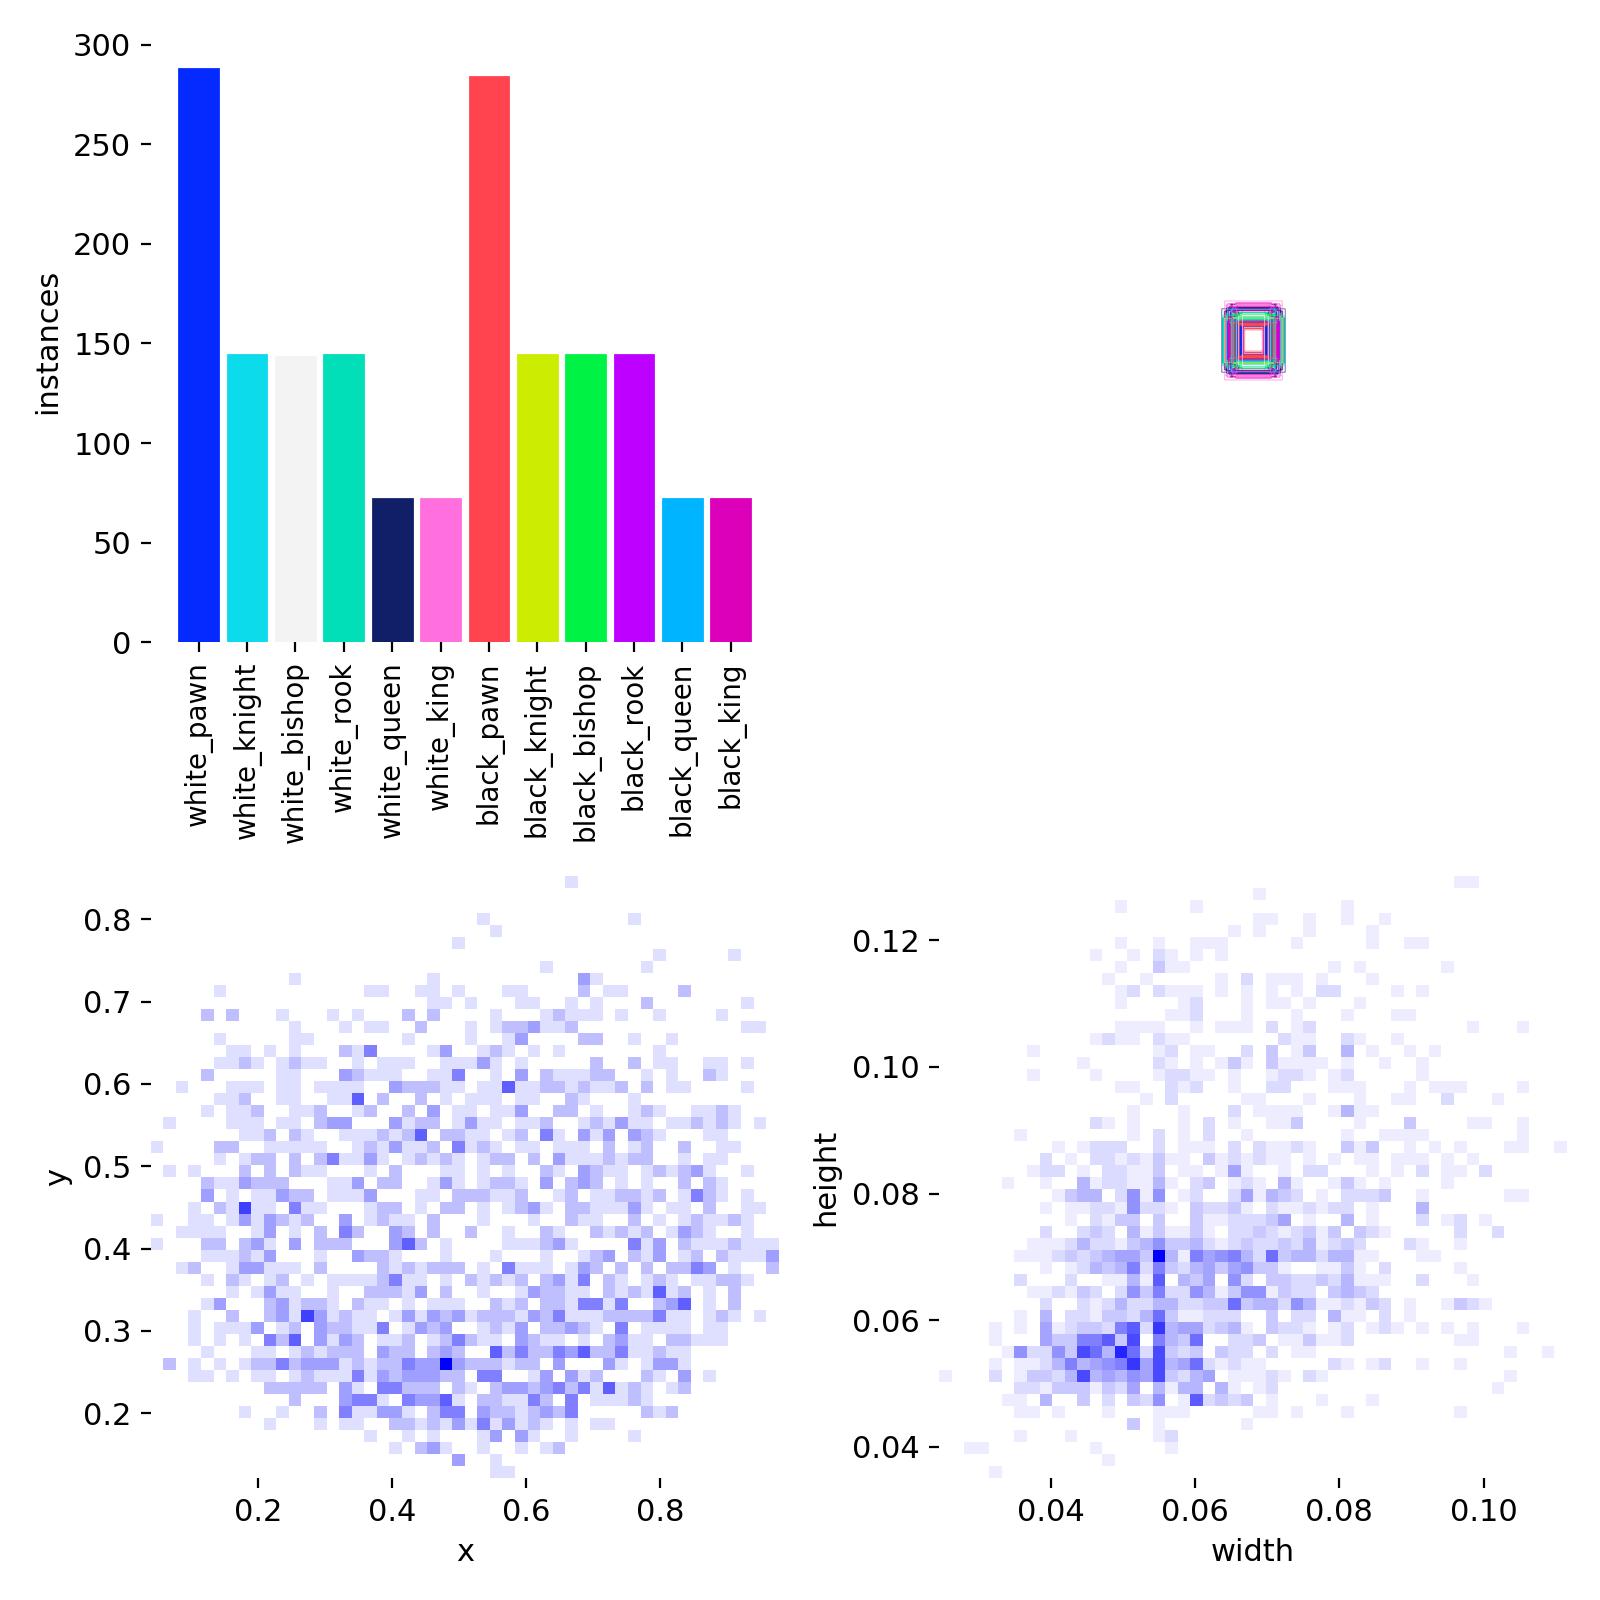 300
250
200
150
100
50
0
instances
white_pawn
white_knight
white_bishop
white_rook
white_queen
white_king
black_pawn
black_knight
black_bishop
black_rook
black_queen
black_king
0.8
0.7
0.6
0.5
0.4
0.3
0.2
y
0.2 0.4 0.6 0.8
x
0.12
0.10
0.08
0.06
0.04
height
0.04 0.06 0.08 0.10
width